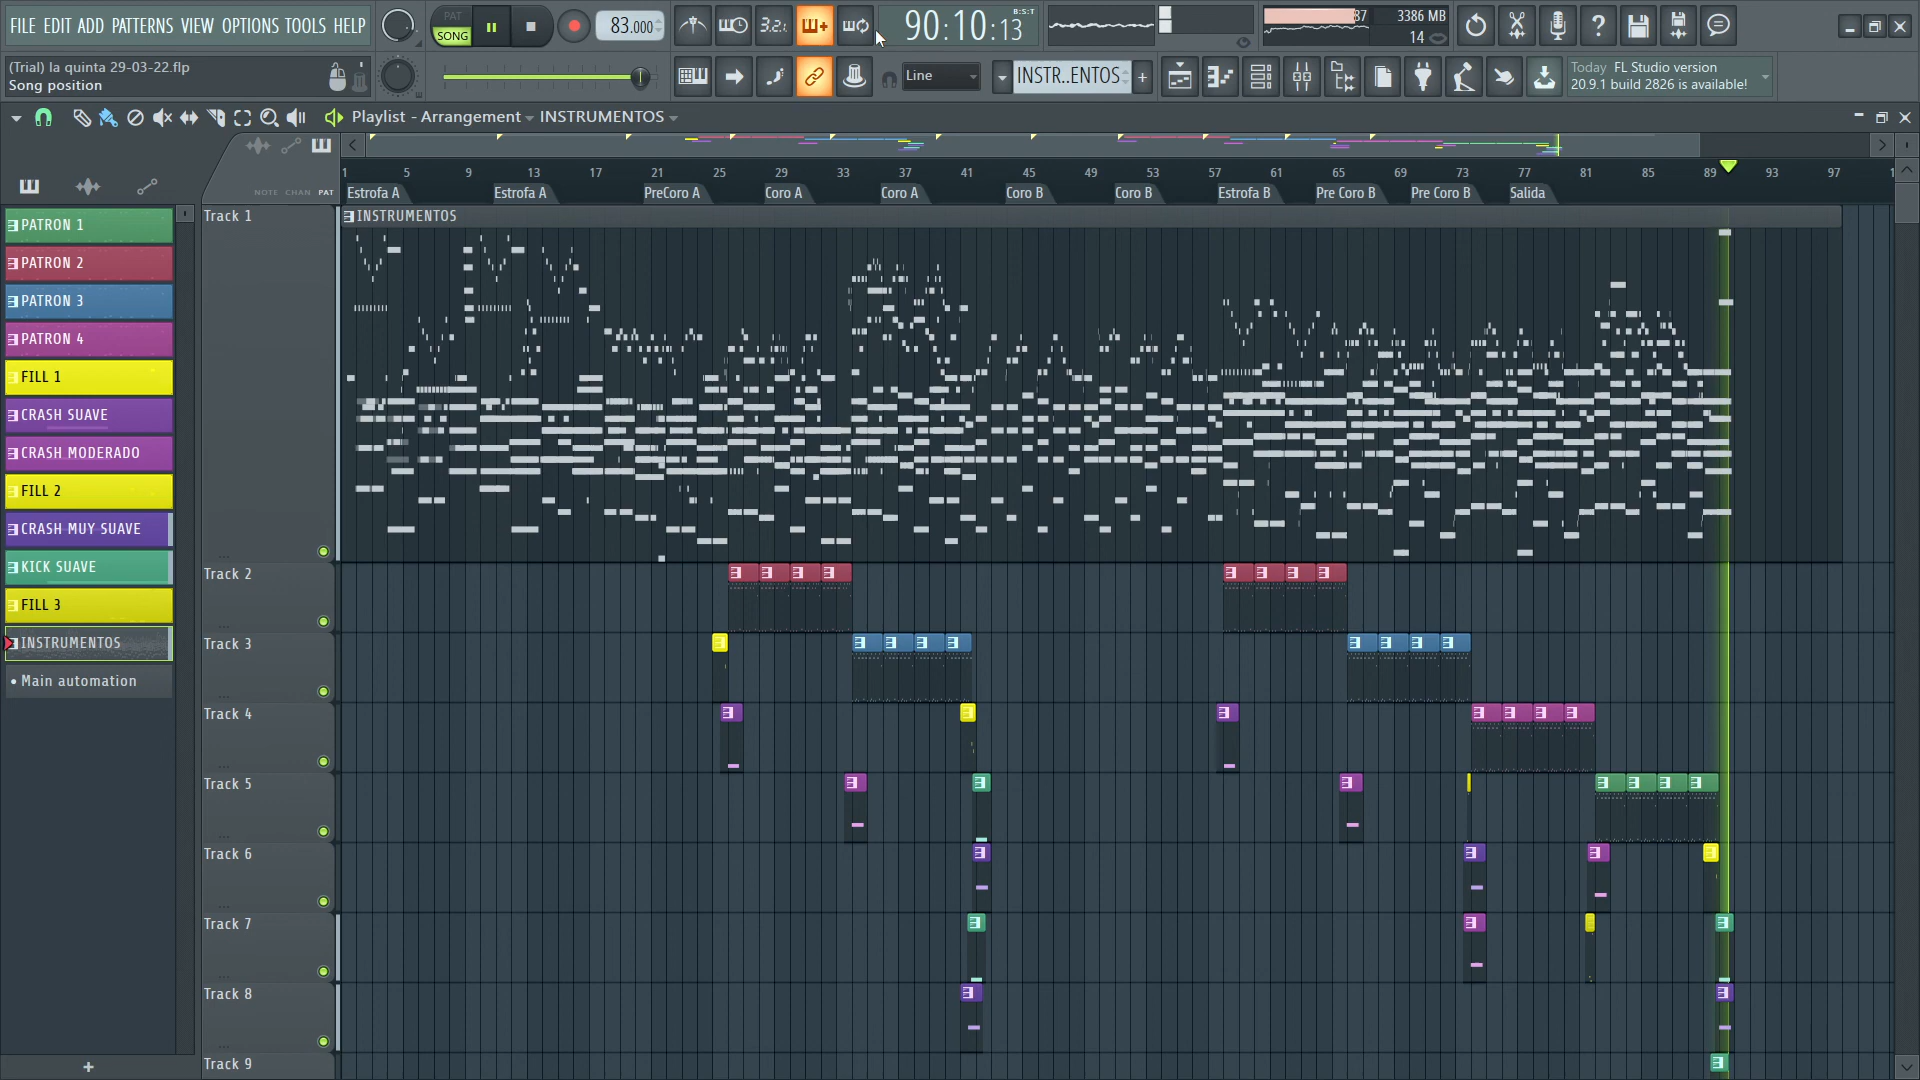 FILE EDIT ADD PATTERNS VIEW OPTIONS TOOLS HELP
PAT
SONG
83.000
3.2.
90:10:13
B:S:T
87
3386 MB
14
(Trial) la quinta 29-03-22.flp
Song position
Line
INSTR..ENTOS
+
Today FL Studio version
20.9.1 build 2826 is available!
Playlist - Arrangement
INSTRUMENTOS
NOTE CHAN PAT
1 5 9 13 17 21 25 29 33 37 41 45 49 53 57 61 65 69 73 77 81 85 89 93 97
Estrofa A
Estrofa A
PreCoro A
Coro A
Coro A
Coro B
Coro B
Estrofa B
Pre Coro B
Pre Coro B
Salida
PATRON 1
PATRON 2
PATRON 3
PATRON 4
FILL 1
CRASH SUAVE
CRASH MODERADO
FILL 2
CRASH MUY SUAVE
KICK SUAVE
FILL 3
INSTRUMENTOS
Main automation
+
Track 1
INSTRUMENTOS
...
Track 2
...
Track 3
...
Track 4
...
Track 5
...
Track 6
...
Track 7
...
Track 8
...
Track 9